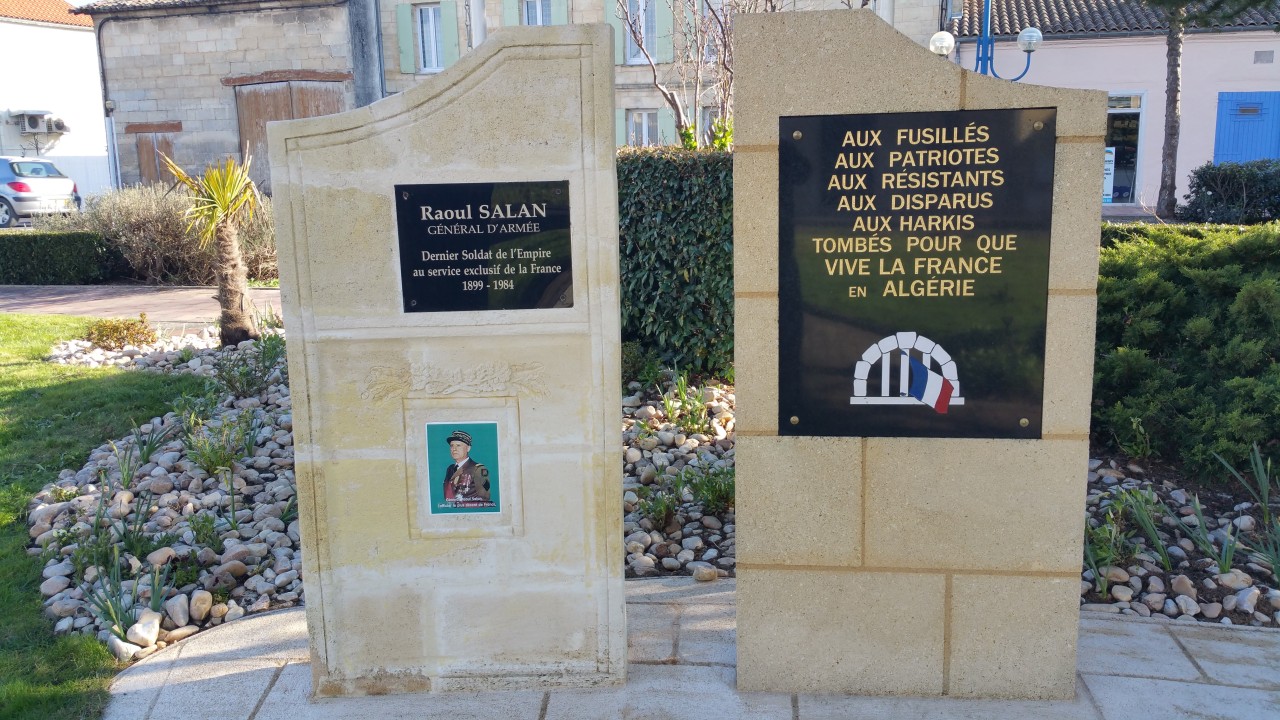 Raoul SALAN
GÉNÉRAL D'ARMÉE
Dernier Soldat de l'Empire
au service exclusif de la France
1899 - 1984
AUX FUSILLÉS
AUX PATRIOTES
AUX RÉSISTANTS
AUX DISPARUS
AUX HARKIS
TOMBÉS POUR QUE
VIVE LA FRANCE
EN ALGÉRIE